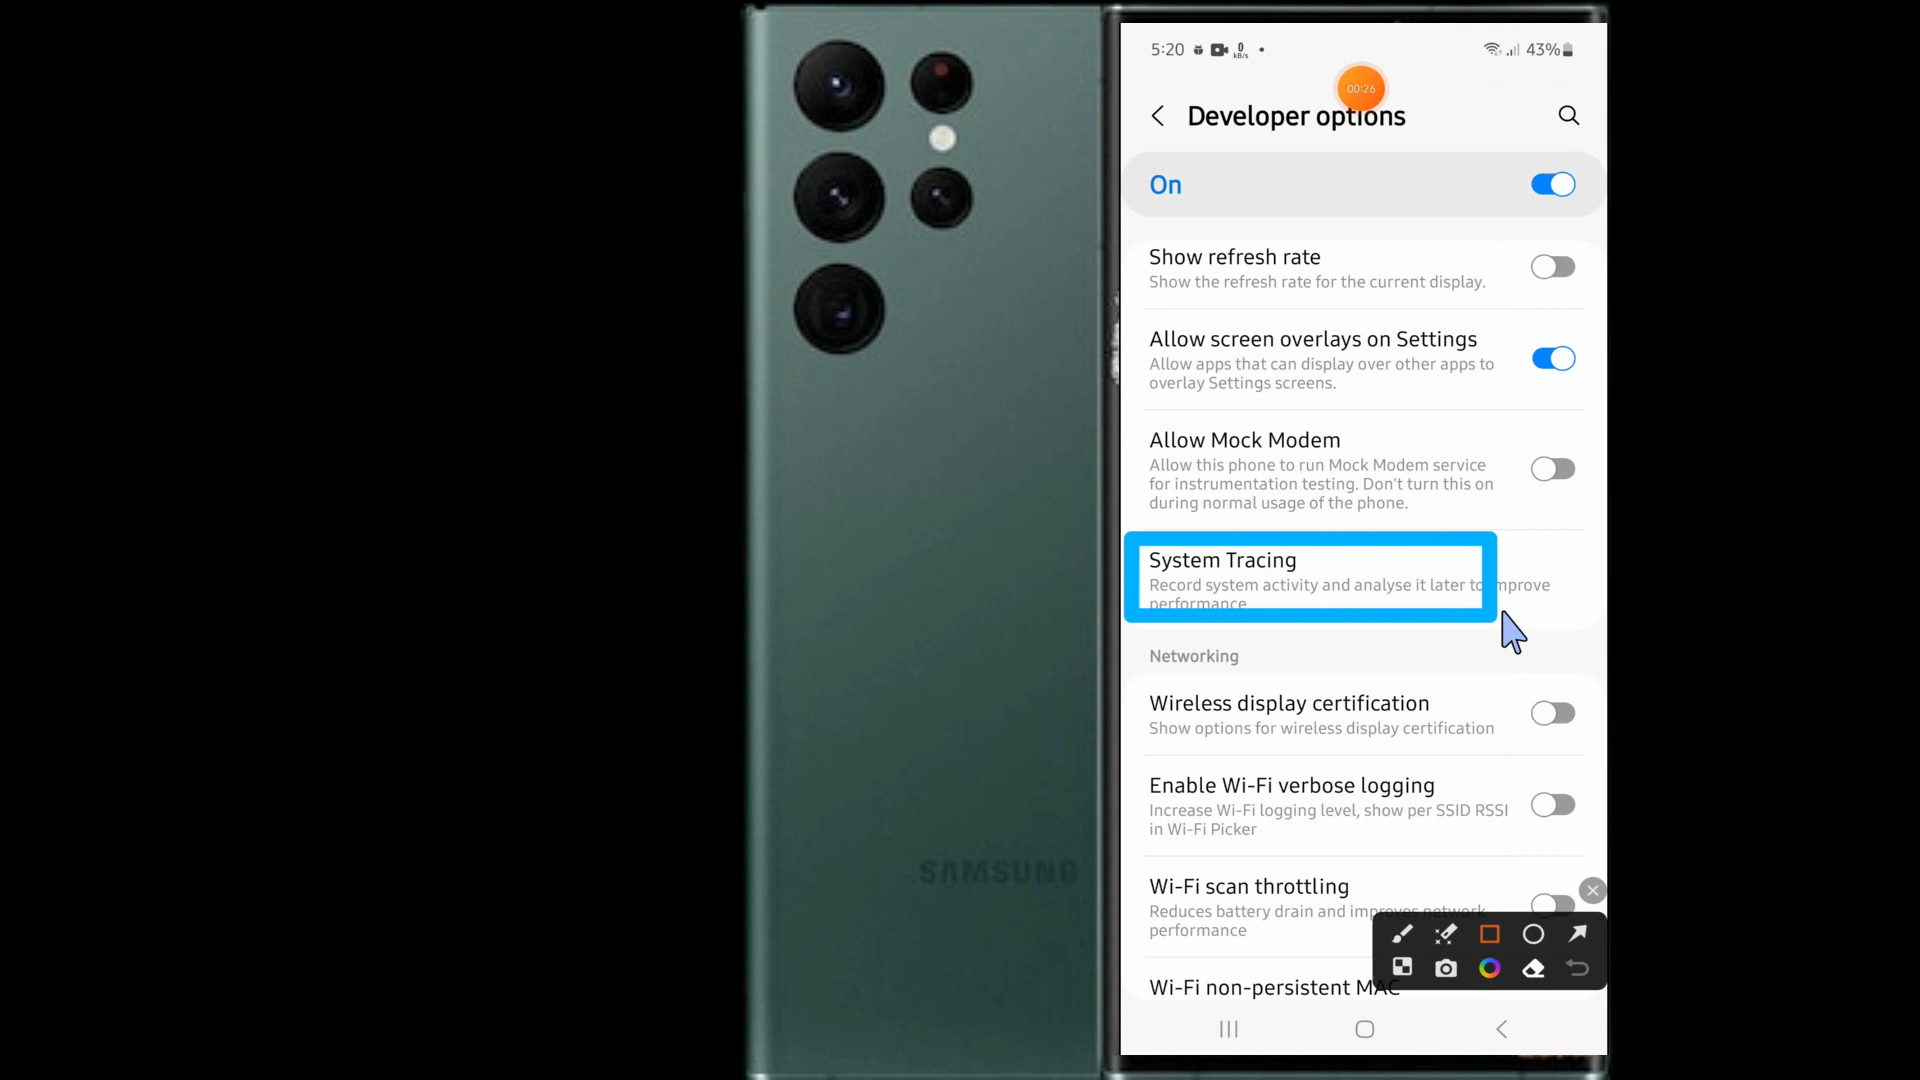 5:20
0
kB/s
43%
00:26
Developer options
On
Show refresh rate
Show the refresh rate for the current display.
Allow screen overlays on Settings
Allow apps that can display over other apps to
overlay Settings screens.
Allow Mock Modem
Allow this phone to run Mock Modem service
for instrumentation testing. Don't turn this on
during normal usage of the phone.
System Tracing
Record system activity and analyse it later to improve
performance
Networking
Wireless display certification
Show options for wireless display certification
Enable Wi-Fi verbose logging
Increase Wi-Fi logging level, show per SSID RSSI
in Wi-Fi Picker
Wi-Fi scan throttling
Reduces battery drain and improves network
performance
Wi-Fi non-persistent MAC
SAMSUNG